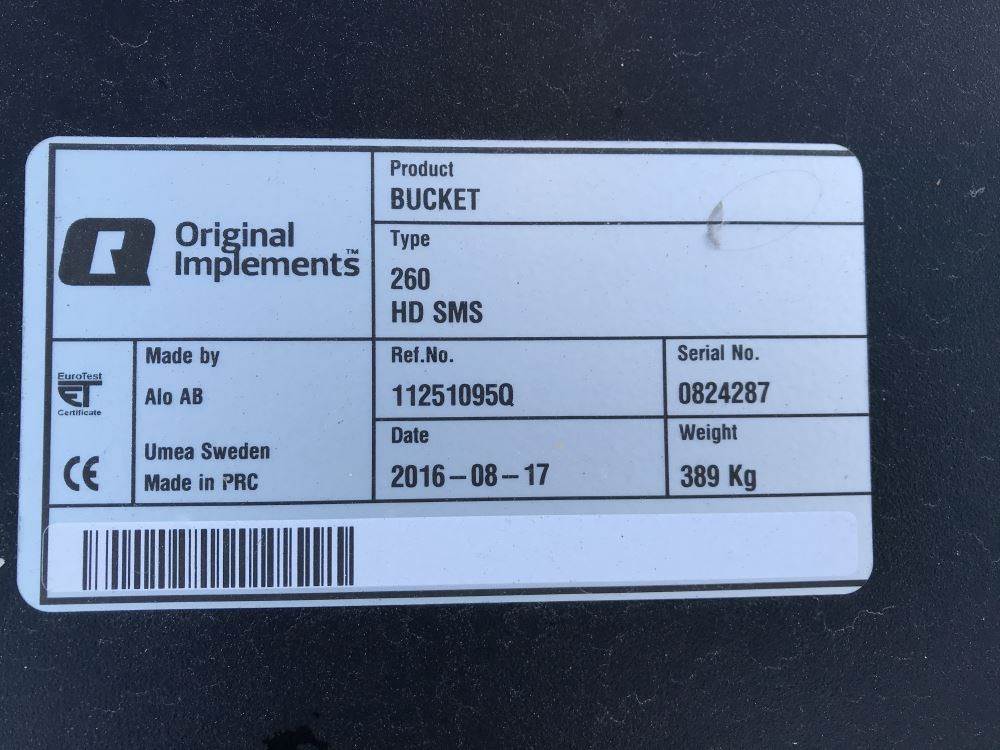 Original
Implements™
Product
BUCKET
Type
260
HD SMS
EuroTest
ET
Certificate
CE
Made by
Alo AB
Umea Sweden
Made in PRC
Ref.No.
11251095Q
Serial No.
0824287
Date
2016-08-17
Weight
389 Kg